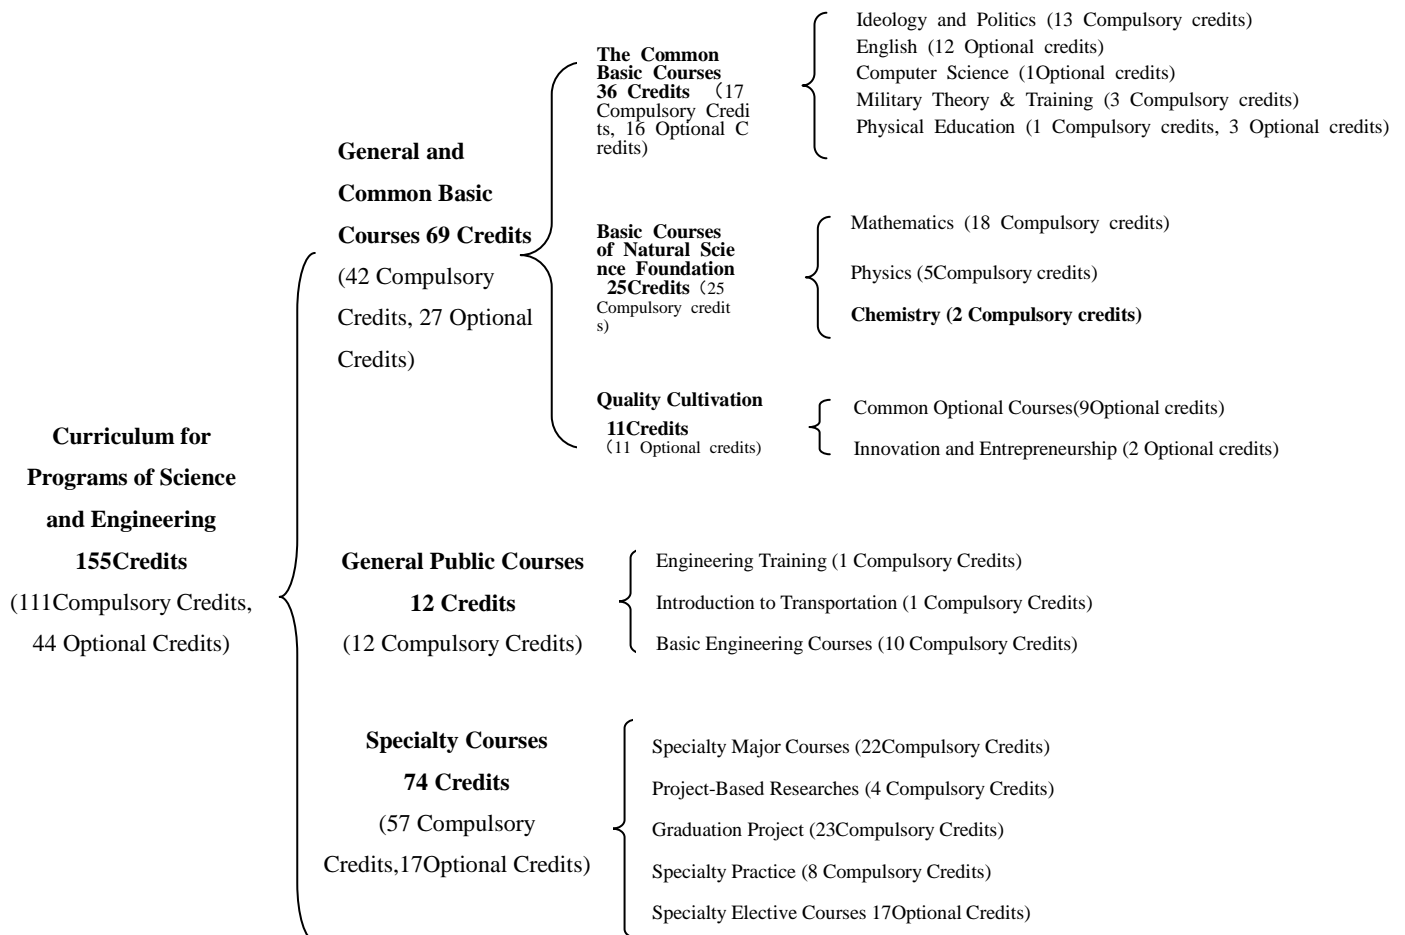 Curriculum for
Programs of Science
and Engineering
155Credits
(111Compulsory Credits,
44 Optional Credits)
General and
Common Basic
Courses 69 Credits
(42 Compulsory
Credits, 27 Optional
Credits)
The Common
Basic Courses
36 Credits （17
Compulsory Credi
ts, 16 Optional C
redits)
Ideology and Politics (13 Compulsory credits)
English (12 Optional credits)
Computer Science (1Optional credits)
Military Theory & Training (3 Compulsory credits)
Physical Education (1 Compulsory credits, 3 Optional credits)
Basic Courses
of Natural Scie
nce Foundation
25Credits（25
Compulsory credit
s)
Mathematics (18 Compulsory credits)
Physics (5Compulsory credits)
Chemistry (2 Compulsory credits)
Quality Cultivation
11Credits
（11 Optional credits)
Common Optional Courses(9Optional credits)
Innovation and Entrepreneurship (2 Optional credits)
General Public Courses
12 Credits
(12 Compulsory Credits)
Engineering Training (1 Compulsory Credits)
Introduction to Transportation (1 Compulsory Credits)
Basic Engineering Courses (10 Compulsory Credits)
Specialty Courses
74 Credits
(57 Compulsory
Credits,17Optional Credits)
Specialty Major Courses (22Compulsory Credits)
Project-Based Researches (4 Compulsory Credits)
Graduation Project (23Compulsory Credits)
Specialty Practice (8 Compulsory Credits)
Specialty Elective Courses 17Optional Credits)